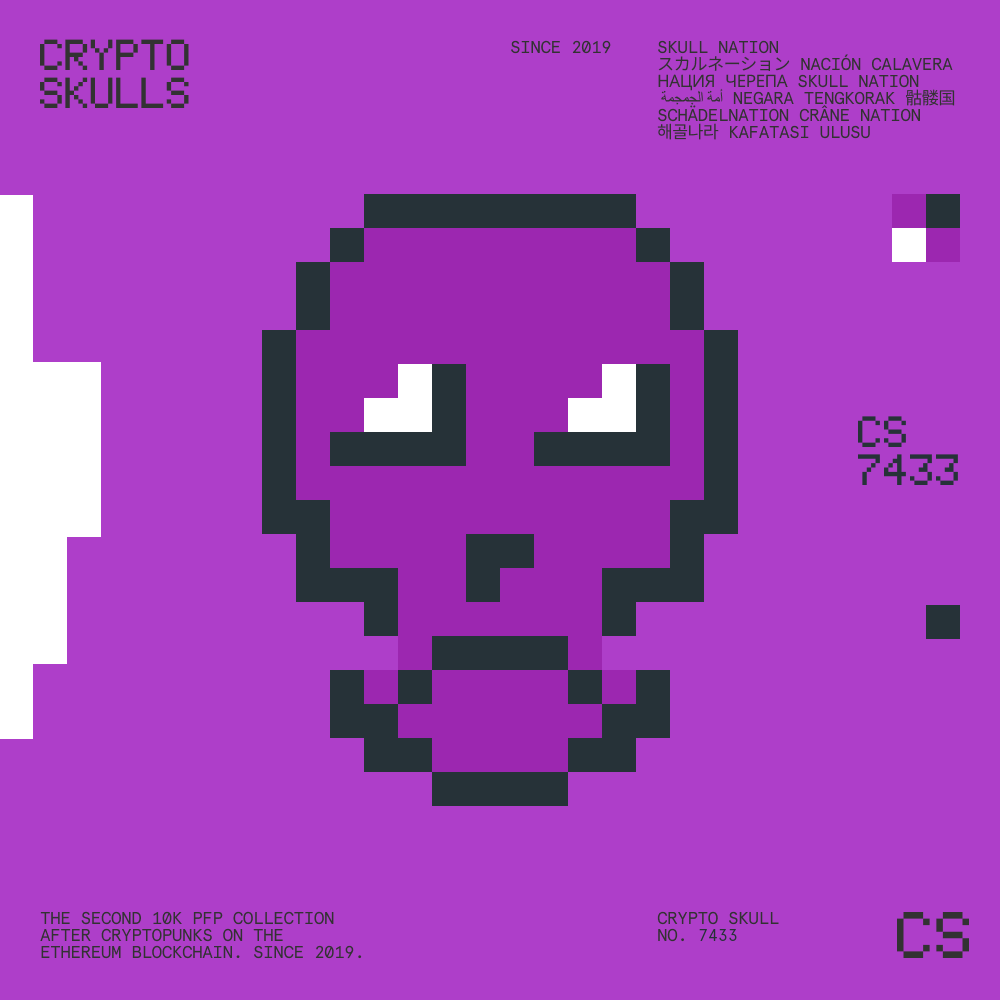 CRYPTO
SKULLS
SINCE 2019
SKULL NATION
スカルネーション NACIÓN CALAVERA
НАЦИЯ ЧЕРЕПА SKULL NATION
أمة الجمجمة NEGARA TENGKORAK 骷髅国
SCHÄDELNATION CRÂNE NATION
해골나라 KAFATASI ULUSU
CS
7433
THE SECOND 10K PFP COLLECTION
AFTER CRYPTOPUNKS ON THE
ETHEREUM BLOCKCHAIN. SINCE 2019.
CRYPTO SKULL
NO. 7433
CS